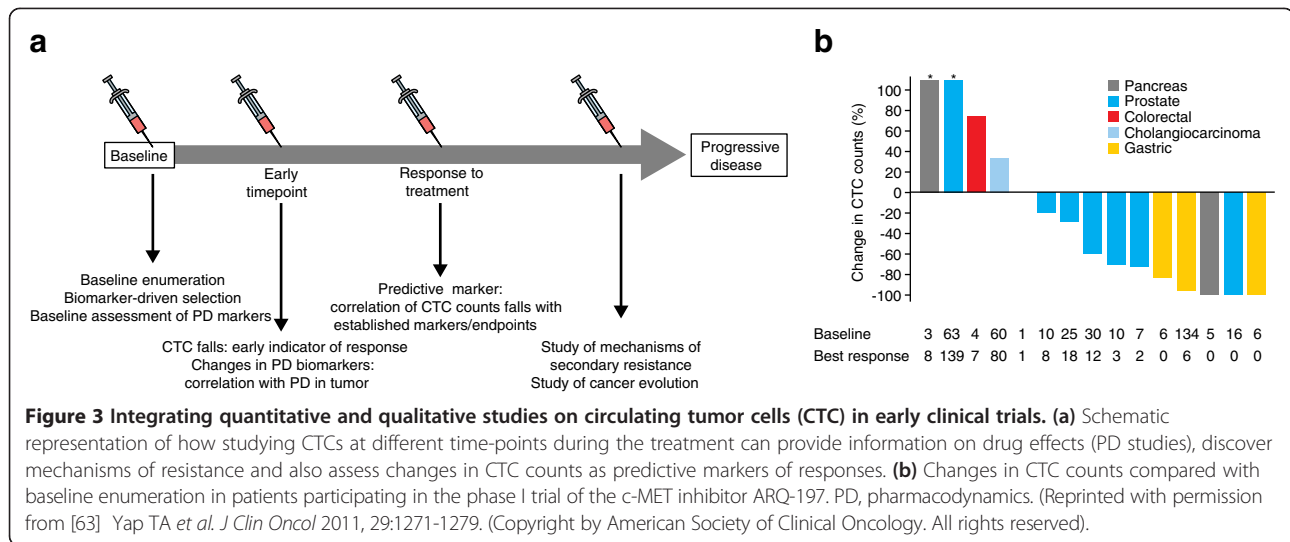 a
Baseline
Early
timepoint
Response to
treatment
Progressive
disease
Baseline enumeration
Biomarker-driven selection
Baseline assessment of PD markers
CTC falls: early indicator of response
Changes in PD biomarkers:
correlation with PD in tumor
Predictive marker:
correlation of CTC counts falls with
established markers/endpoints
Study of mechanisms of
secondary resistance
Study of cancer evolution
b
Change in CTC counts (%)
100
80
60
40
20
0
-20
-40
-60
-80
-100
* *
Pancreas
Prostate
Colorectal
Cholangiocarcinoma
Gastric
Baseline 3 63 4 60 1 10 25 30 10 7 6 134 5 16 6
Best response 8 139 7 80 1 8 18 12 3 2 0 6 0 0 0
Figure 3 Integrating quantitative and qualitative studies on circulating tumor cells (CTC) in early clinical trials. (a) Schematic
representation of how studying CTCs at different time-points during the treatment can provide information on drug effects (PD studies), discover
mechanisms of resistance and also assess changes in CTC counts as predictive markers of responses. (b) Changes in CTC counts compared with
baseline enumeration in patients participating in the phase I trial of the c-MET inhibitor ARQ-197. PD, pharmacodynamics. (Reprinted with permission
from [63] Yap TA et al. J Clin Oncol 2011, 29:1271-1279. (Copyright by American Society of Clinical Oncology. All rights reserved).